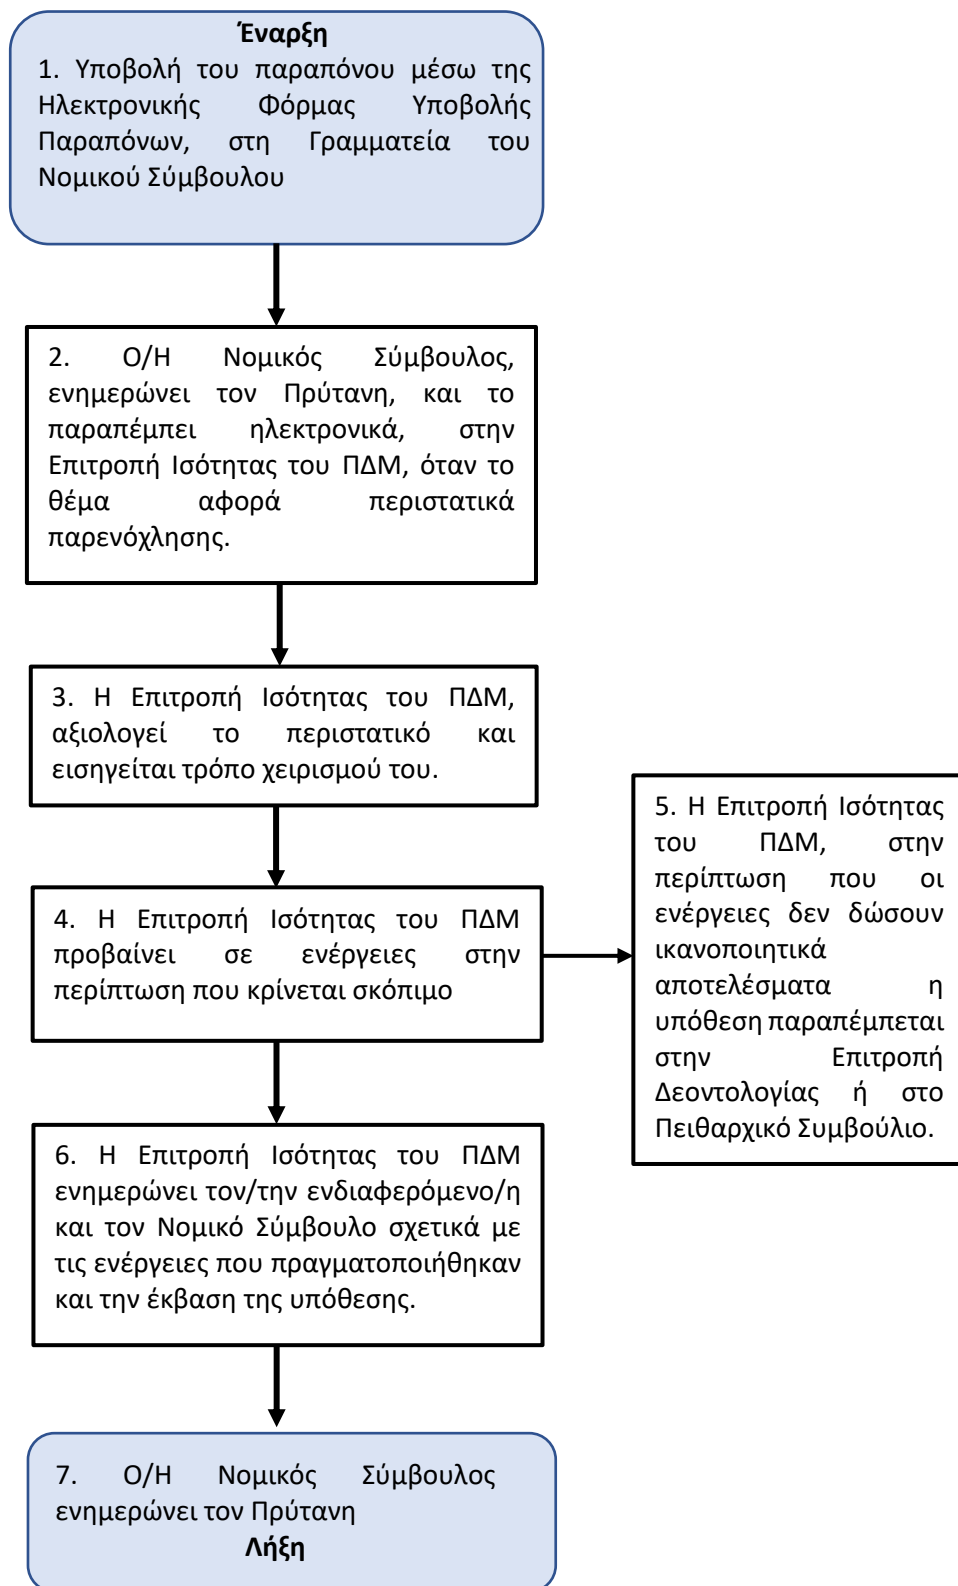 Έναρξη
1. Υποβολή του παραπόνου μέσω της
Ηλεκτρονικής Φόρμας Υποβολής
Παραπόνων, στη Γραμματεία του
Νομικού Σύμβουλου
2. Ο/Η Νομικός Σύμβουλος,
ενημερώνει τον Πρύτανη, και το
παραπέμπει ηλεκτρονικά, στην
Επιτροπή Ισότητας του ΠΔΜ, όταν το
θέμα αφορά περιστατικά
παρενόχλησης.
3. Η Επιτροπή Ισότητας του ΠΔΜ,
αξιολογεί το περιστατικό και
εισηγείται τρόπο χειρισμού του.
4. Η Επιτροπή Ισότητας του ΠΔΜ
προβαίνει σε ενέργειες στην
περίπτωση που κρίνεται σκόπιμο
5. Η Επιτροπή Ισότητας
του ΠΔΜ, στην
περίπτωση που οι
ενέργειες δεν δώσουν
ικανοποιητικά
αποτελέσματα η
υπόθεση παραπέμπεται
στην Επιτροπή
Δεοντολογίας ή στο
Πειθαρχικό Συμβούλιο.
6. Η Επιτροπή Ισότητας του ΠΔΜ
ενημερώνει τον/την ενδιαφερόμενο/η
και τον Νομικό Σύμβουλο σχετικά με
τις ενέργειες που πραγματοποιήθηκαν
και την έκβαση της υπόθεσης.
7. Ο/Η Νομικός Σύμβουλος
ενημερώνει τον Πρύτανη
Λήξη